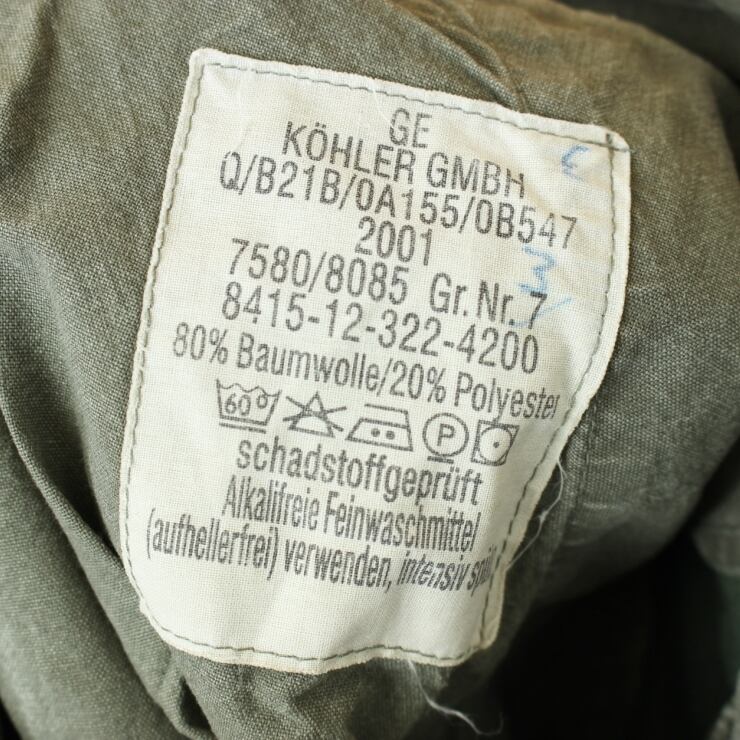 GE
KÖHLER GMBH
Q/B21B/0A155/0B547
2001
7580/8085 Gr. Nr. 7
8415-12-322-4200
80% Baumwolle/20% Polyester
60 P
schadstoffgeprüft
Alkalifreie Feinwaschmittel
(aufhellerfrei) verwenden, intensiv